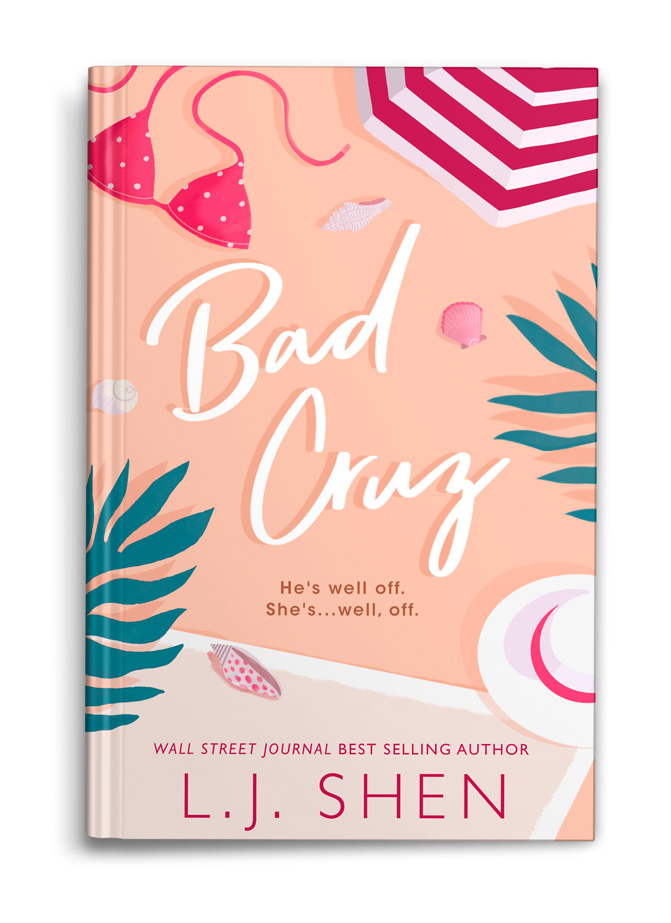 Bad
Cruz
He's well off.
She's...well, off.
WALL STREET JOURNAL BEST SELLING AUTHOR
L.J. SHEN